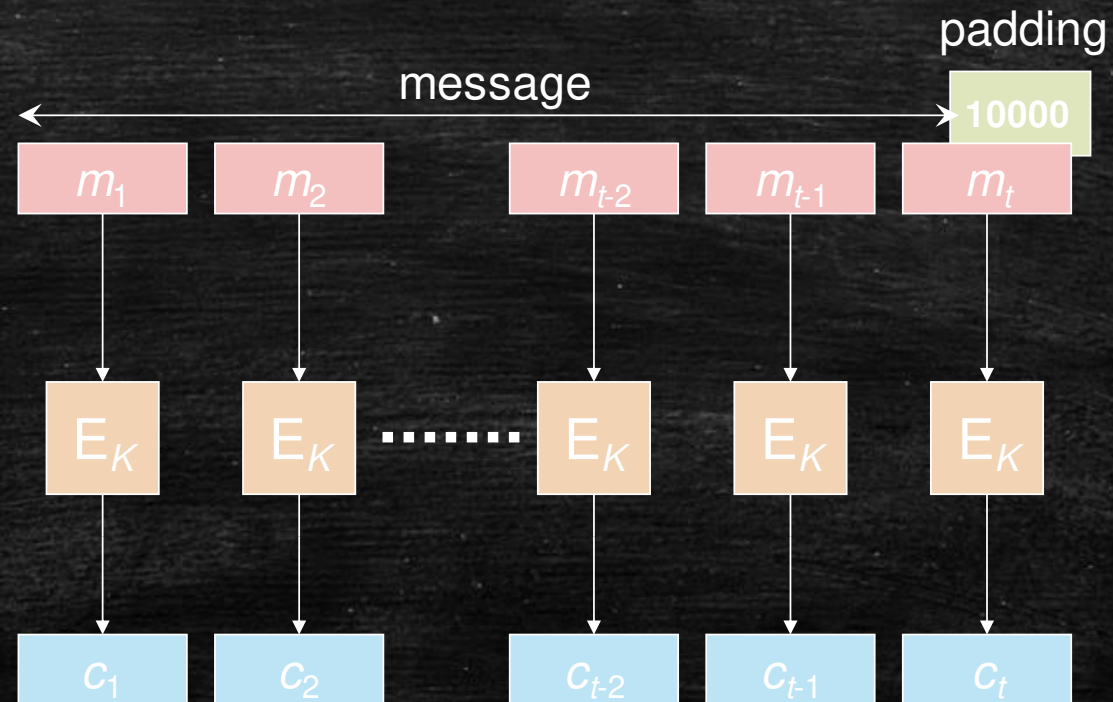 padding
message
10000
m1 m2 mt-2 mt-1 mt
EK EK EK EK EK
c1 c2 ct-2 ct-1 ct